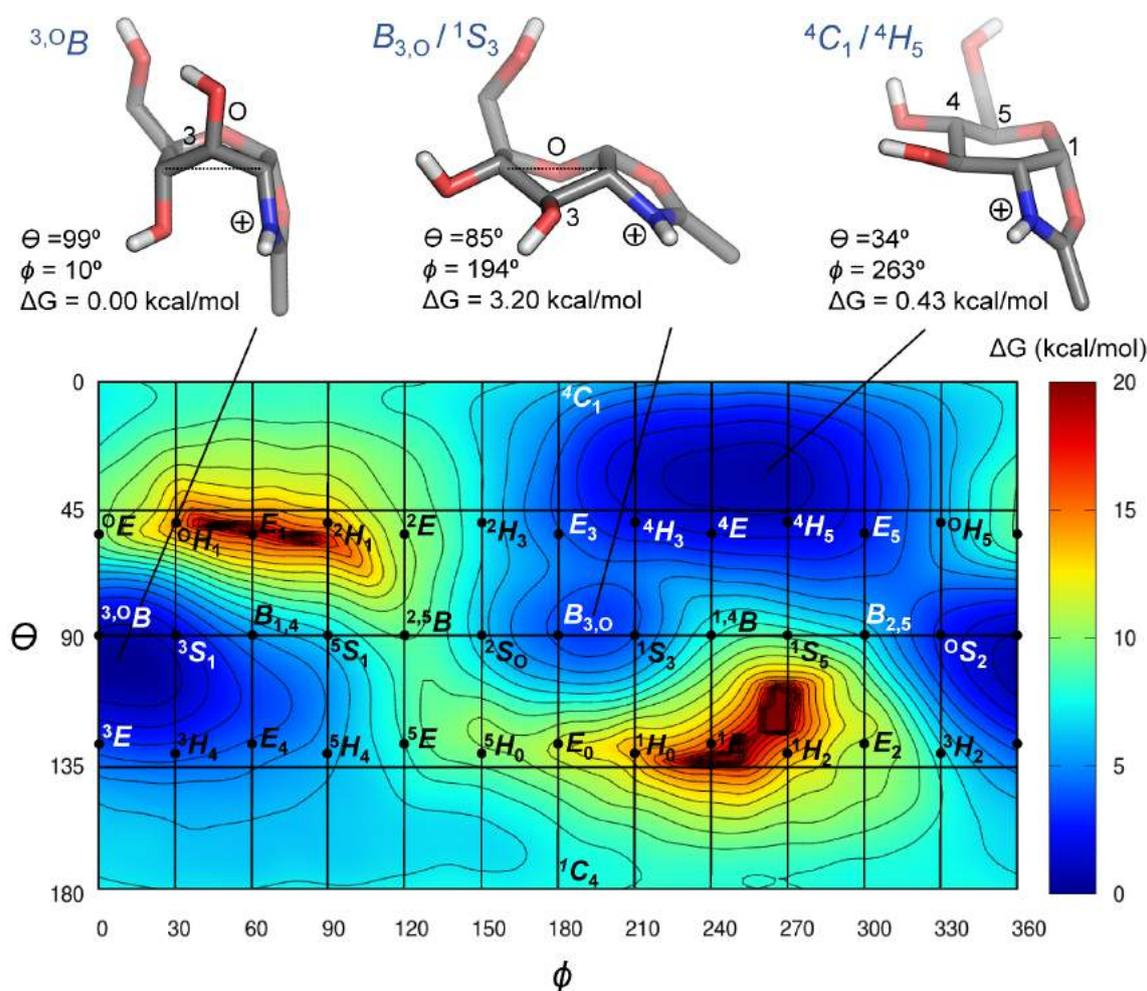 ³,ᴼB
B₃,ₒ / ¹S₃
⁴C₁ / ⁴H₅
3
O
O
3
4
5
1
⊕
⊕
⊕
Θ =99º
ϕ = 10º
ΔG = 0.00 kcal/mol
Θ =85º
ϕ = 194º
ΔG = 3.20 kcal/mol
Θ =34º
ϕ = 263º
ΔG = 0.43 kcal/mol
ΔG (kcal/mol)
20
15
10
5
0
0
45
90
135
180
Θ
⁴C₁
ᴼE
ᴼH₁
E₁
²H₁
²E
²H₃
E₃
⁴H₃
⁴E
⁴H₅
E₅
ᴼH₅
³,ᴼB
³S₁
B₁,₄
⁵S₁
²,⁵B
²Sₒ
B₃,ₒ
¹S₃
¹,⁴B
¹S₅
B₂,₅
ᴼS₂
³E
³H₄
E₄
⁵H₄
⁵E
⁵H₀
E₀
¹H₀
¹E
¹H₂
E₂
³H₂
¹C₄
0 30 60 90 120 150 180 210 240 270 300 330 360
ϕ